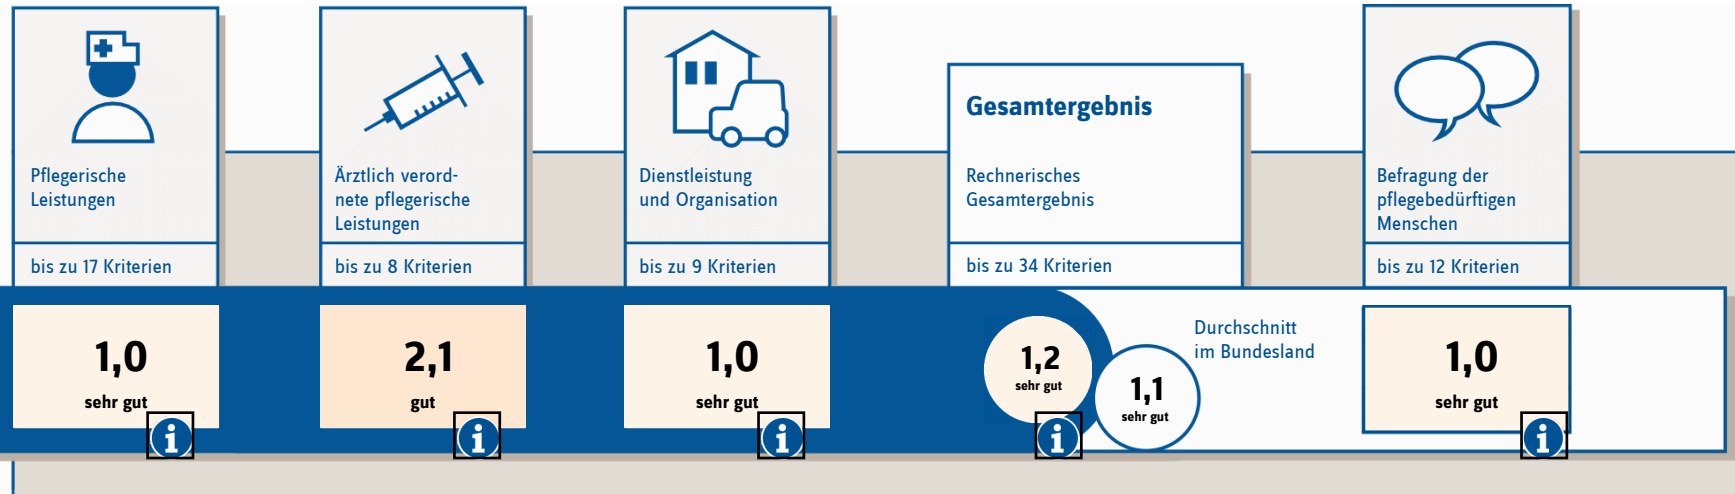 Pflegerische
Leistungen
bis zu 17 Kriterien
1,0
sehr gut
i
Ärztlich verord-
nete pflegerische
Leistungen
bis zu 8 Kriterien
2,1
gut
i
Dienstleistung
und Organisation
bis zu 9 Kriterien
1,0
sehr gut
i
Gesamtergebnis
Rechnerisches
Gesamtergebnis
bis zu 34 Kriterien
1,2
sehr gut
i
1,1
sehr gut
Durchschnitt
im Bundesland
Befragung der
pflegebedürftigen
Menschen
bis zu 12 Kriterien
1,0
sehr gut
i